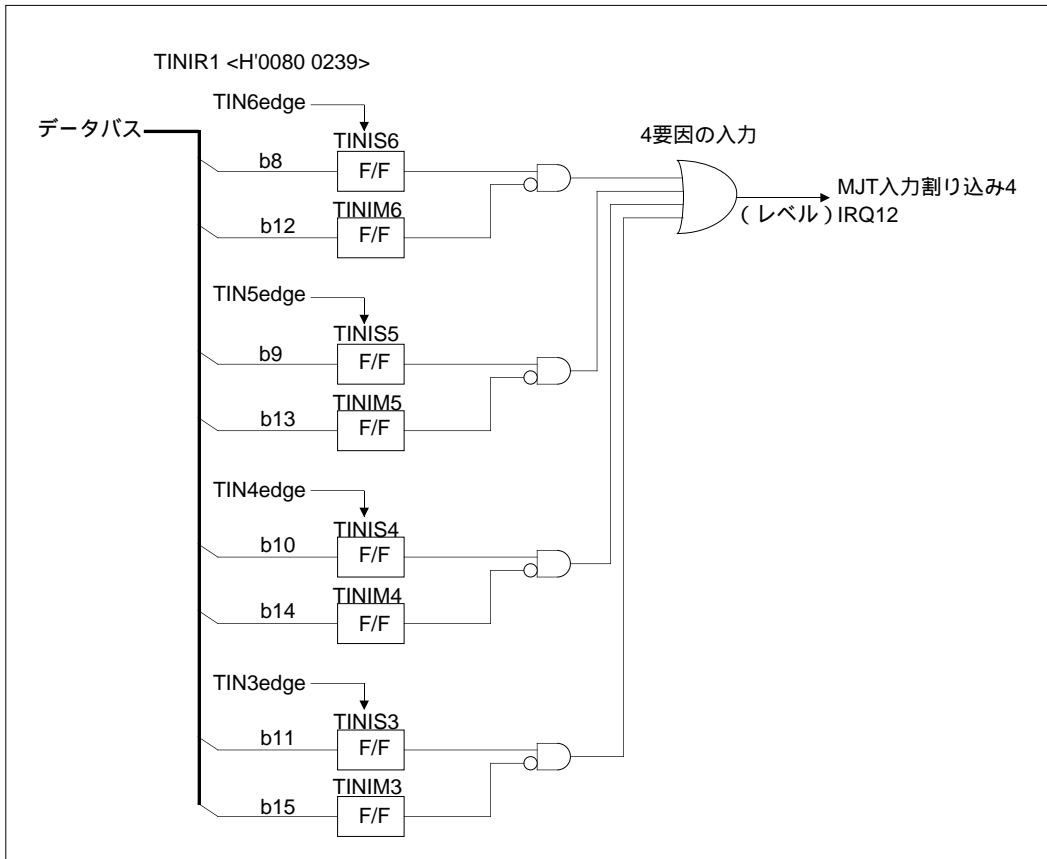 TINIR1 <H'0080 0239>
データバス
TIN6edge
TINIS6
b8
F/F
TINIM6
b12
F/F
4要因の入力
MJT入力割り込み4
(レベル)IRQ12
TIN5edge
TINIS5
b9
F/F
TINIM5
b13
F/F
TIN4edge
TINIS4
b10
F/F
TINIM4
b14
F/F
TIN3edge
TINIS3
b11
F/F
TINIM3
b15
F/F